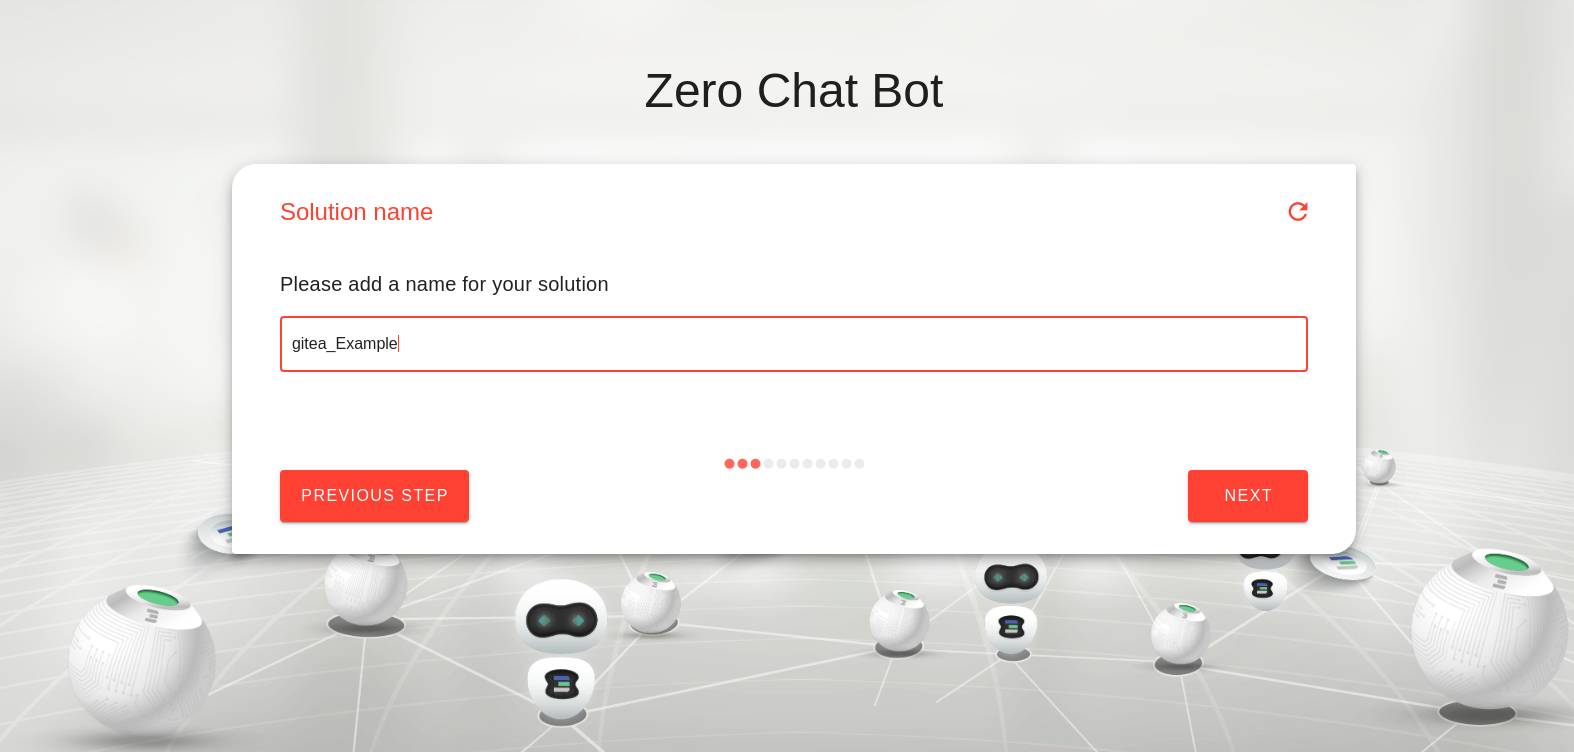 Zero Chat Bot
Solution name
Please add a name for your solution
gitea_Example
PREVIOUS STEP
NEXT